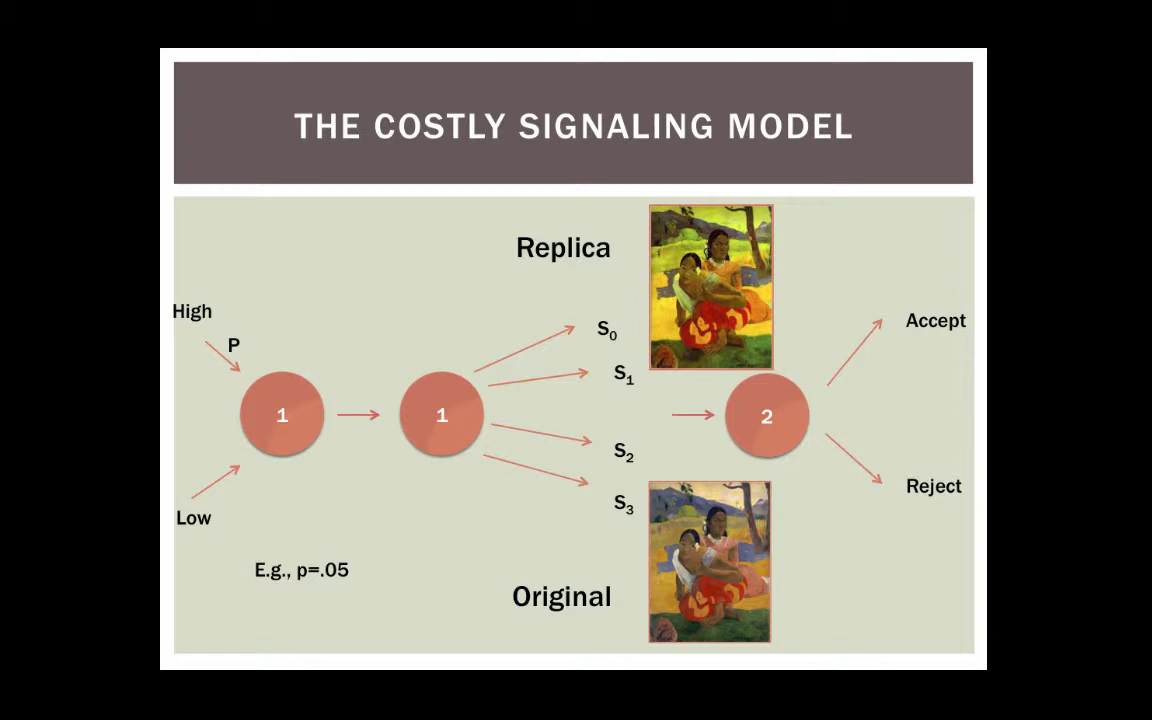 THE COSTLY SIGNALING MODEL
Replica
High
P
S0
Accept
S1
1
1
2
S2
Reject
S3
Low
E.g., p=.05
Original